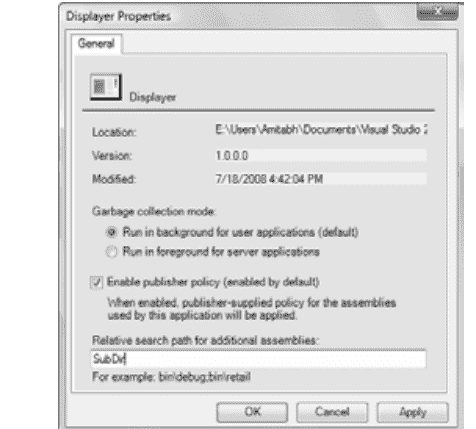 Displayer Properties
General
Displayer
Location: E:\Users\Amitabh\Documents\Visual Studio 2
Version: 1.0.0.0
Modified: 7/18/2008 4:42:04 PM
Garbage collection mode:
Run in background for user applications (default)
Run in foreground for server applications
Enable publisher policy (enabled by default)
When enabled, publisher-supplied policy for the assemblies
used by this application will be applied.
Relative search path for additional assemblies:
SubDir
For example: bin\debug;bin\retail
OK Cancel Apply